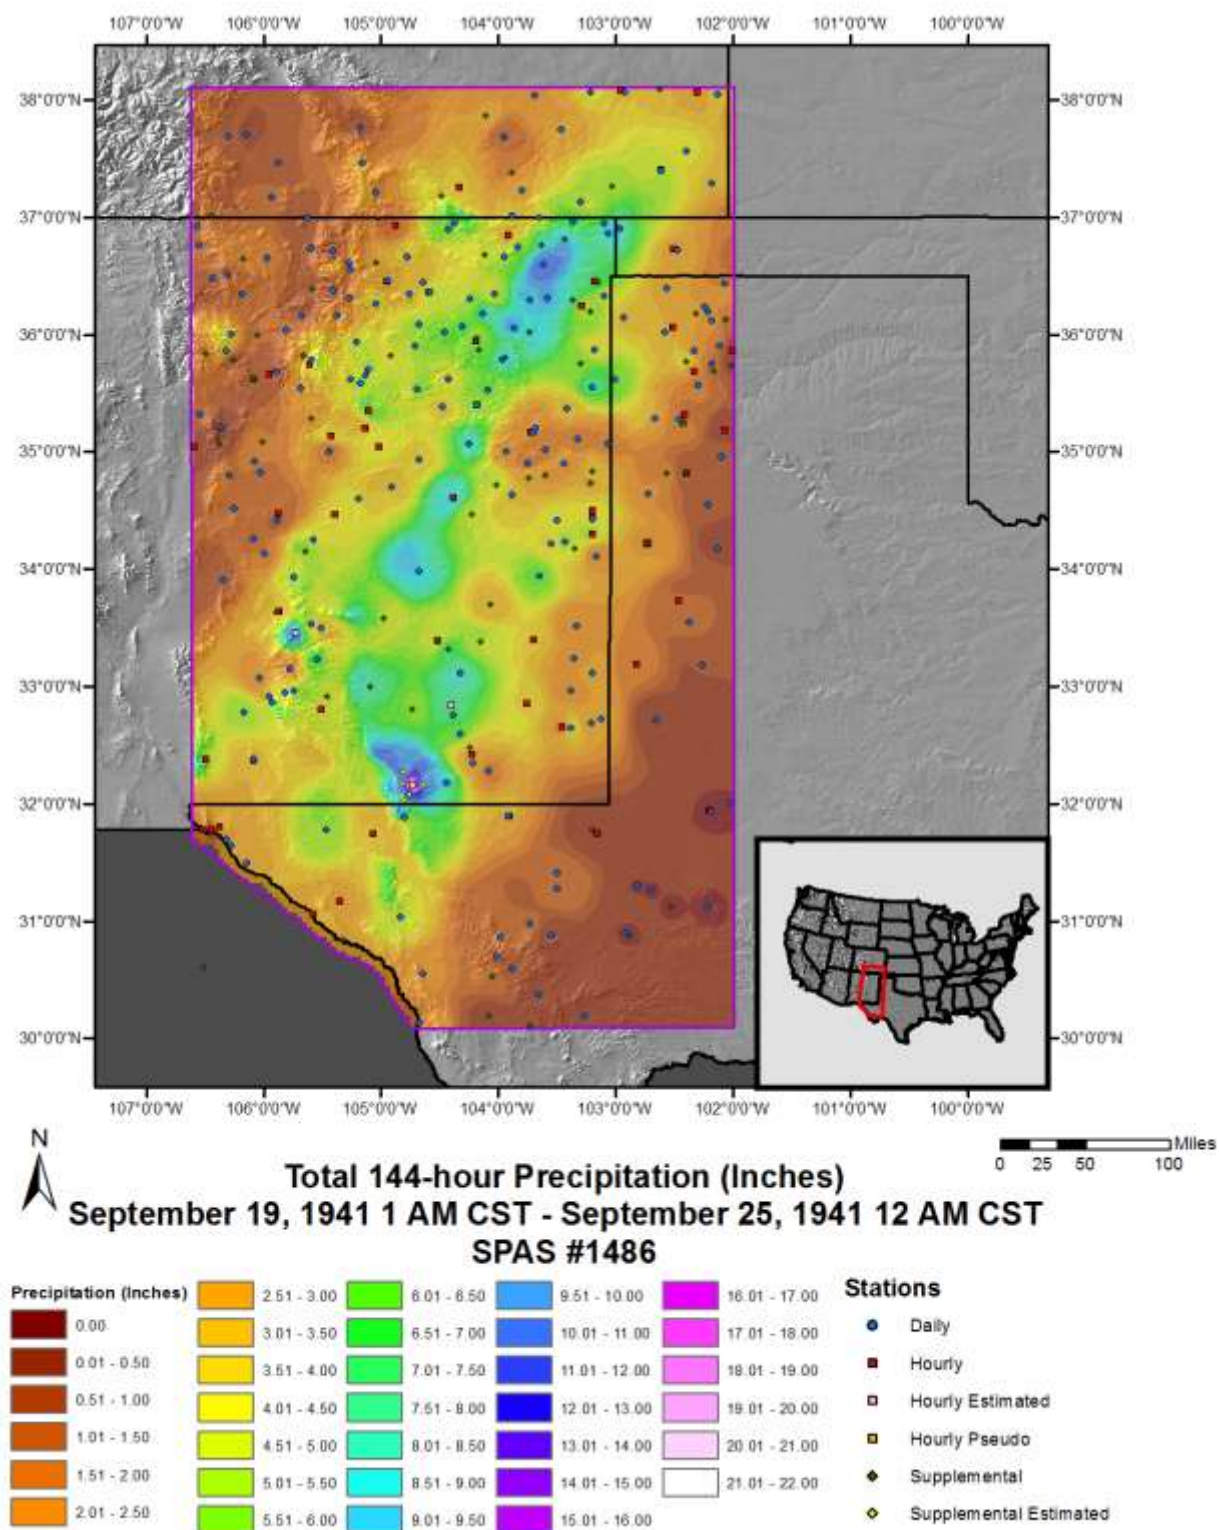 107°0'0"W 106°0'0"W 105°0'0"W 104°0'0"W 103°0'0"W 102°0'0"W 101°0'0"W 100°0'0"W
38°0'0"N 38°0'0"N
37°0'0"N 37°0'0"N
36°0'0"N 36°0'0"N
35°0'0"N 35°0'0"N
34°0'0"N 34°0'0"N
33°0'0"N 33°0'0"N
32°0'0"N 32°0'0"N
31°0'0"N 31°0'0"N
30°0'0"N 30°0'0"N
107°0'0"W 106°0'0"W 105°0'0"W 104°0'0"W 103°0'0"W 102°0'0"W 101°0'0"W 100°0'0"W
N
Miles
0 25 50 100
Total 144-hour Precipitation (Inches)
September 19, 1941 1 AM CST - September 25, 1941 12 AM CST
SPAS #1486
Precipitation (Inches)
0.00
0.01 - 0.50
0.51 - 1.00
1.01 - 1.50
1.51 - 2.00
2.01 - 2.50
2.51 - 3.00
3.01 - 3.50
3.51 - 4.00
4.01 - 4.50
4.51 - 5.00
5.01 - 5.50
5.51 - 6.00
6.01 - 6.50
6.51 - 7.00
7.01 - 7.50
7.51 - 8.00
8.01 - 8.50
8.51 - 9.00
9.01 - 9.50
9.51 - 10.00
10.01 - 11.00
11.01 - 12.00
12.01 - 13.00
13.01 - 14.00
14.01 - 15.00
15.01 - 16.00
16.01 - 17.00
17.01 - 18.00
18.01 - 19.00
19.01 - 20.00
20.01 - 21.00
21.01 - 22.00
Stations
Daily
Hourly
Hourly Estimated
Hourly Pseudo
Supplemental
Supplemental Estimated